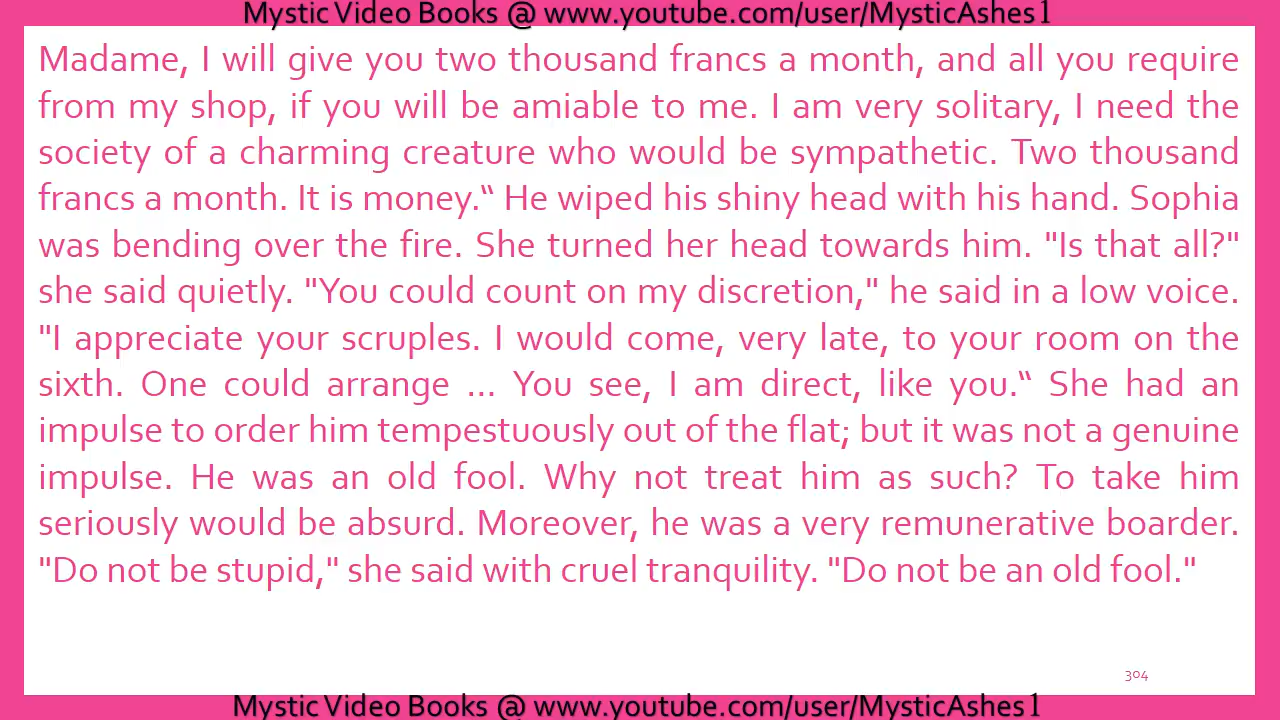 Mystic Video Books @ www.youtube.com/user/MysticAshes1
Madame, I will give you two thousand francs a month, and all you require
from my shop, if you will be amiable to me. I am very solitary, I need the
society of a charming creature who would be sympathetic. Two thousand
francs a month. It is money.“ He wiped his shiny head with his hand. Sophia
was bending over the fire. She turned her head towards him. "Is that all?"
she said quietly. "You could count on my discretion," he said in a low voice.
"I appreciate your scruples. I would come, very late, to your room on the
sixth. One could arrange ... You see, I am direct, like you.“ She had an
impulse to order him tempestuously out of the flat; but it was not a genuine
impulse. He was an old fool. Why not treat him as such? To take him
seriously would be absurd. Moreover, he was a very remunerative boarder.
"Do not be stupid," she said with cruel tranquility. "Do not be an old fool."
304
Mystic Video Books @ www.youtube.com/user/MysticAshes1